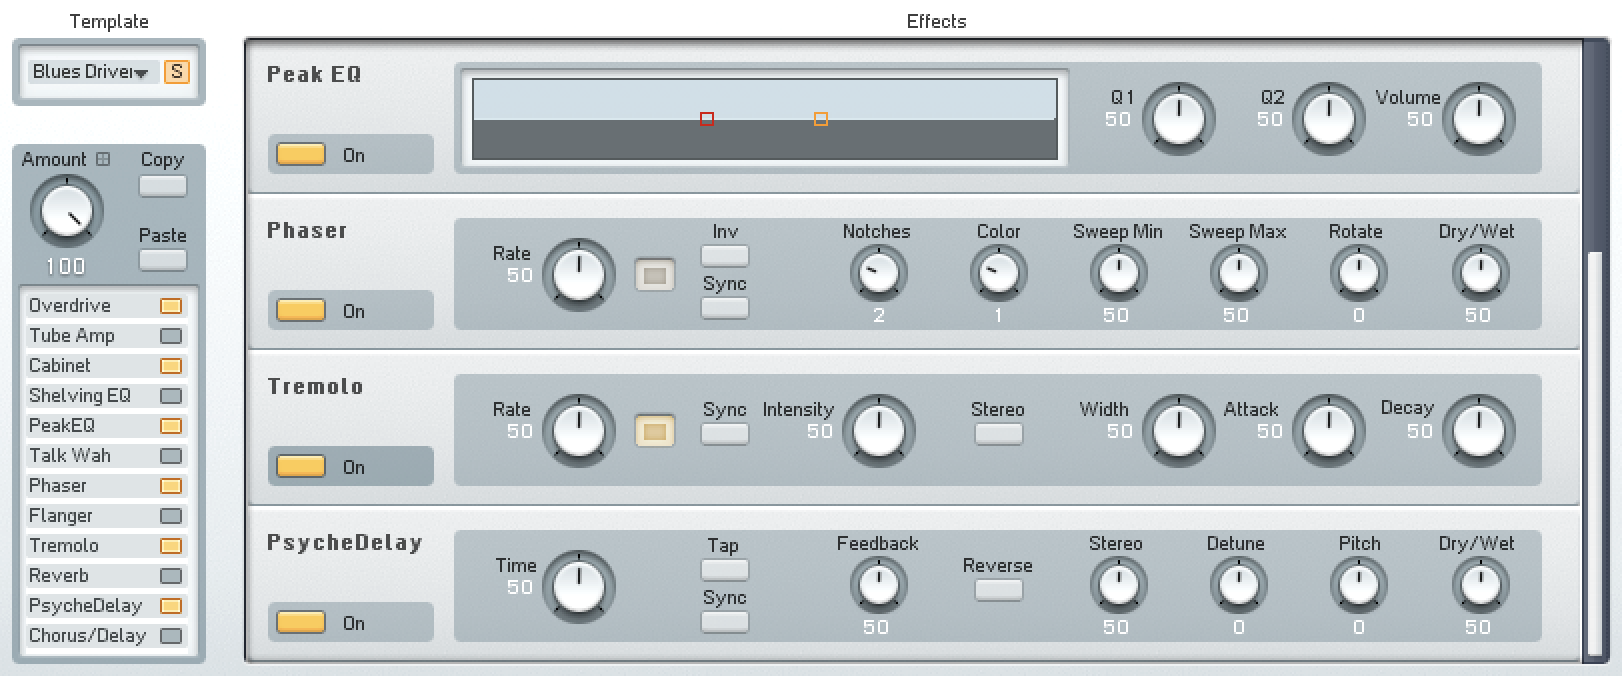 Template
Effects
Blues Driver
S
Amount
Copy
Paste
100
Overdrive
Tube Amp
Cabinet
Shelving EQ
PeakEQ
Talk Wah
Phaser
Flanger
Tremolo
Reverb
PsycheDelay
Chorus/Delay
Peak EQ
On
Q1
50
Q2
50
Volume
50
Phaser
On
Rate
50
Inv
Sync
Notches
2
Color
1
Sweep Min
50
Sweep Max
50
Rotate
0
Dry/Wet
50
Tremolo
On
Rate
50
Sync
Intensity
50
Stereo
Width
50
Attack
50
Decay
50
PsycheDelay
On
Time
50
Tap
Sync
Feedback
50
Reverse
Stereo
50
Detune
0
Pitch
0
Dry/Wet
50